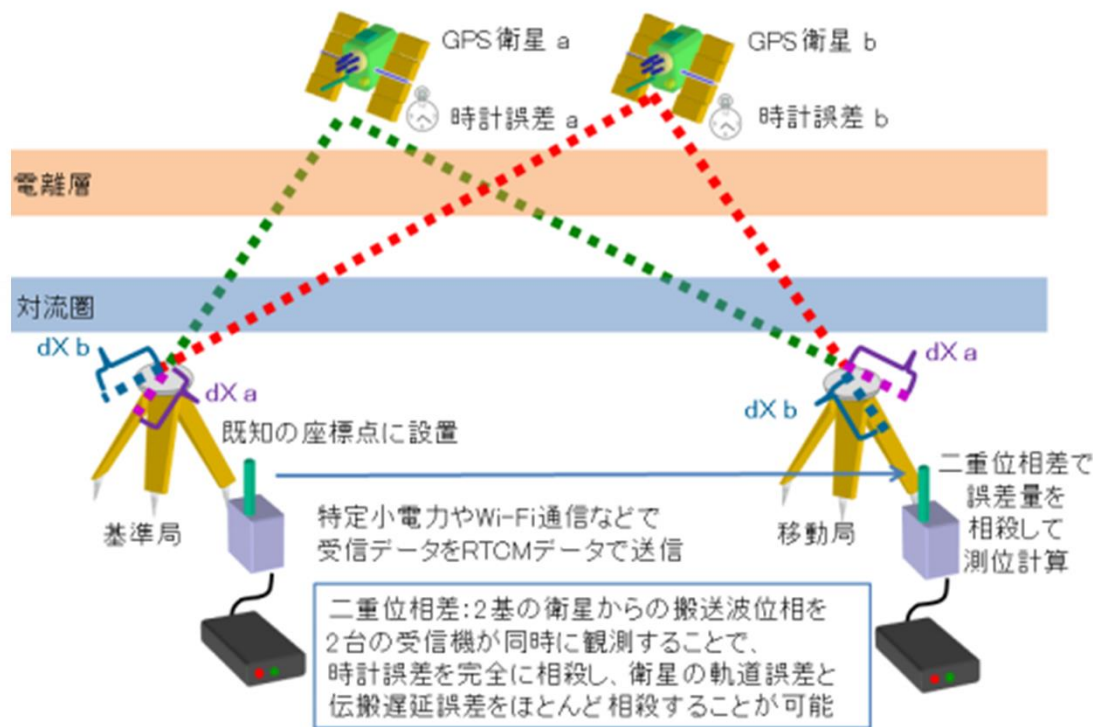 GPS衛星 a
GPS衛星 b
時計誤差 a
時計誤差 b
電離層
対流圏
dX b
dX a
dX a
dX b
既知の座標点に設置
基準局
特定小電力やWi-Fi通信などで
受信データをRTCMデータで送信
移動局
二重位相差で
誤差量を
相殺して
測位計算
二重位相差:2基の衛星からの搬送波位相を
2台の受信機が同時に観測することで、
時計誤差を完全に相殺し、衛星の軌道誤差と
伝搬遅延誤差をほとんど相殺することが可能